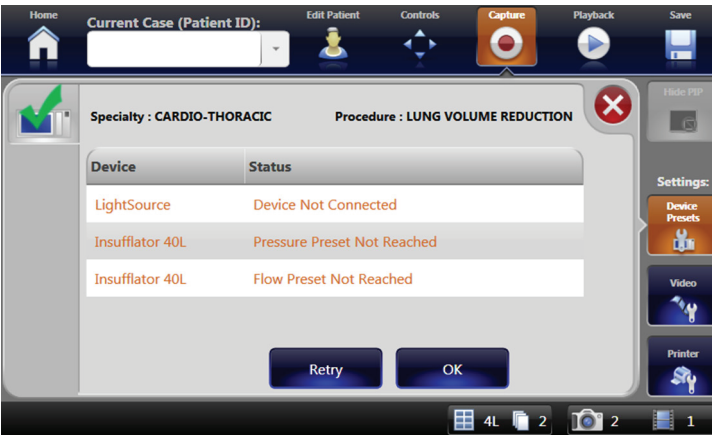 Home
Current Case (Patient ID):
Edit Patient
Controls
Capture
Playback
Save
Hide PIP
Specialty : CARDIO-THORACIC
Procedure : LUNG VOLUME REDUCTION
Device Status
LightSource Device Not Connected
Insufflator 40L Pressure Preset Not Reached
Insufflator 40L Flow Preset Not Reached
Retry
OK
Settings:
Device
Presets
Video
Printer
4L 2 2 1